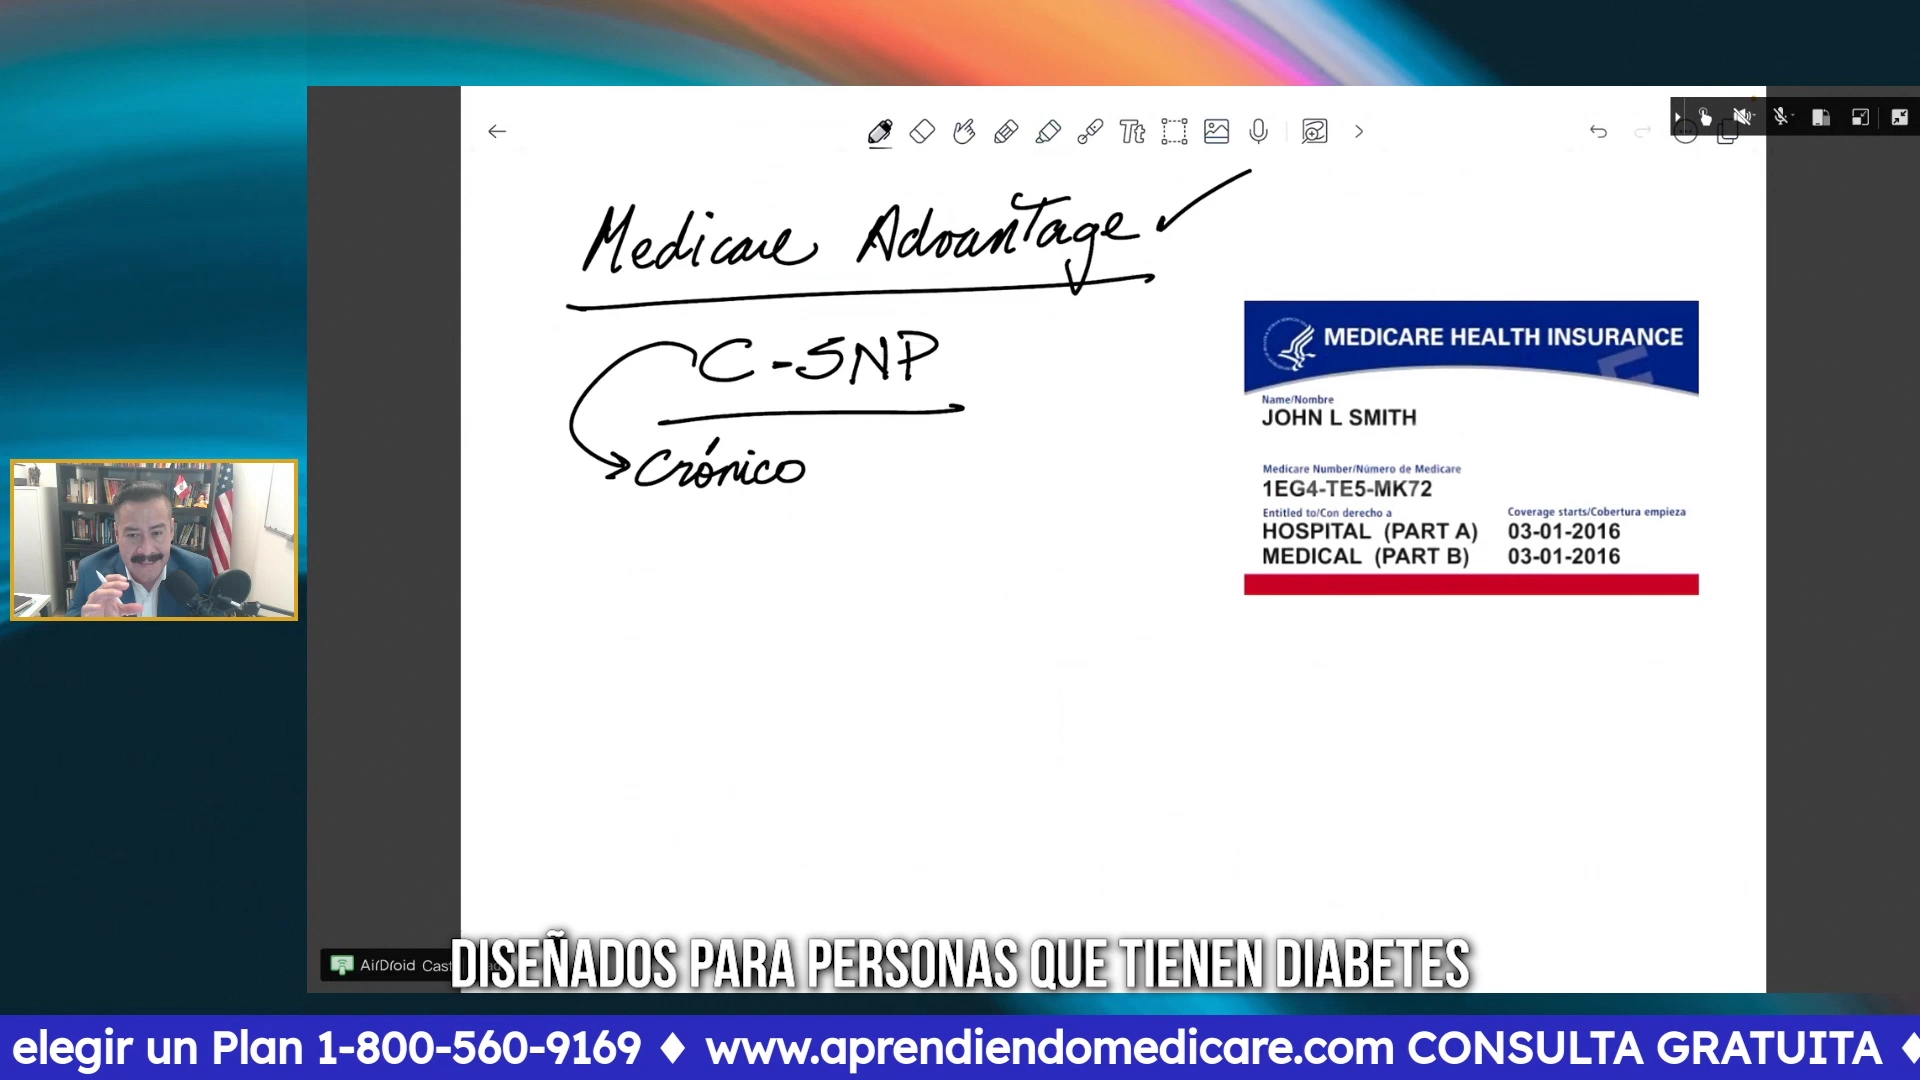 Tt
Medicare Advantage
C-SNP
Crónico
MEDICARE HEALTH INSURANCE
Name/Nombre
JOHN L SMITH
Medicare Number/Número de Medicare
1EG4-TE5-MK72
Entitled to/Con derecho a
Coverage starts/Cobertura empieza
HOSPITAL (PART A) 03-01-2016
MEDICAL (PART B) 03-01-2016
AirDroid Cast
DISEÑADOS PARA PERSONAS QUE TIENEN DIABETES
elegir un Plan 1-800-560-9169 ♦ www.aprendiendomedicare.com CONSULTA GRATUITA ♦